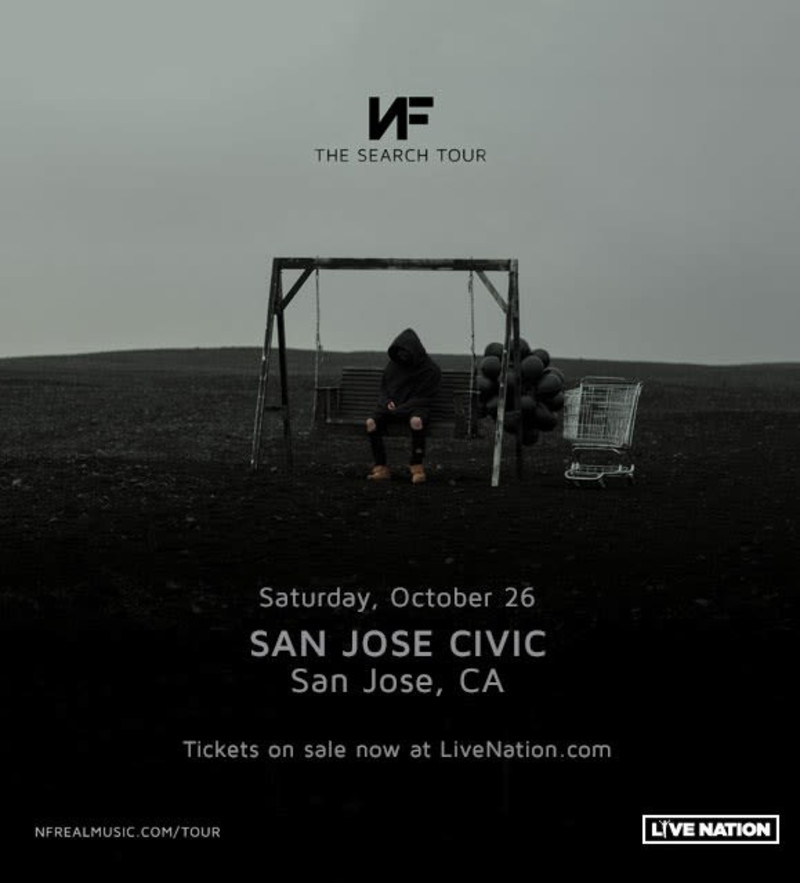 NF
THE SEARCH TOUR
Saturday, October 26
SAN JOSE CIVIC
San Jose, CA
Tickets on sale now at LiveNation.com
NFREALMUSIC.COM/TOUR
LIVE NATION